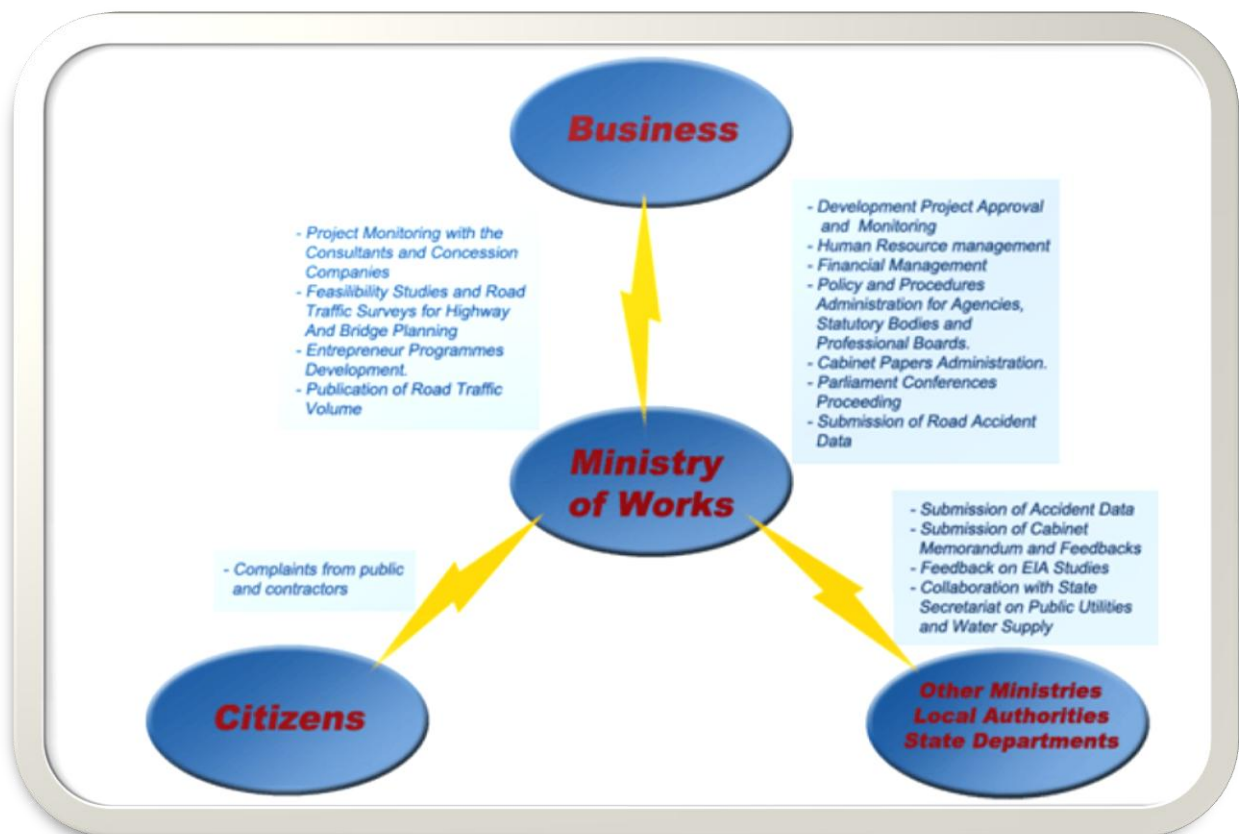 Business
- Project Monitoring with the
Consultants and Concession
Companies
- Feasilibility Studies and Road
Traffic Surveys for Highway
And Bridge Planning
- Entrepreneur Programmes
Development.
- Publication of Road Traffic
Volume
- Development Project Approval
and Monitoring
- Human Resource management
- Financial Management
- Policy and Procedures
Administration for Agencies,
Statutory Bodies and
Professional Boards.
- Cabinet Papers Administration.
- Parliament Conferences
Proceeding
- Submission of Road Accident
Data
Ministry
of Works
- Complaints from public
and contractors
- Submission of Accident Data
- Submission of Cabinet
Memorandum and Feedbacks
- Feedback on EIA Studies
- Collaboration with State
Secretariat on Public Utilities
and Water Supply
Citizens
Other Ministries
Local Authorities
State Departments